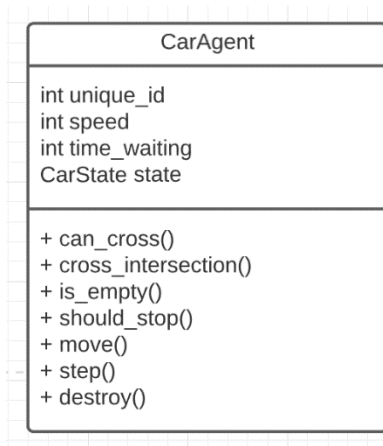 CarAgent
int unique_id
int speed
int time_waiting
CarState state
+ can_cross()
+ cross_intersection()
+ is_empty()
+ should_stop()
+ move()
+ step()
+ destroy()